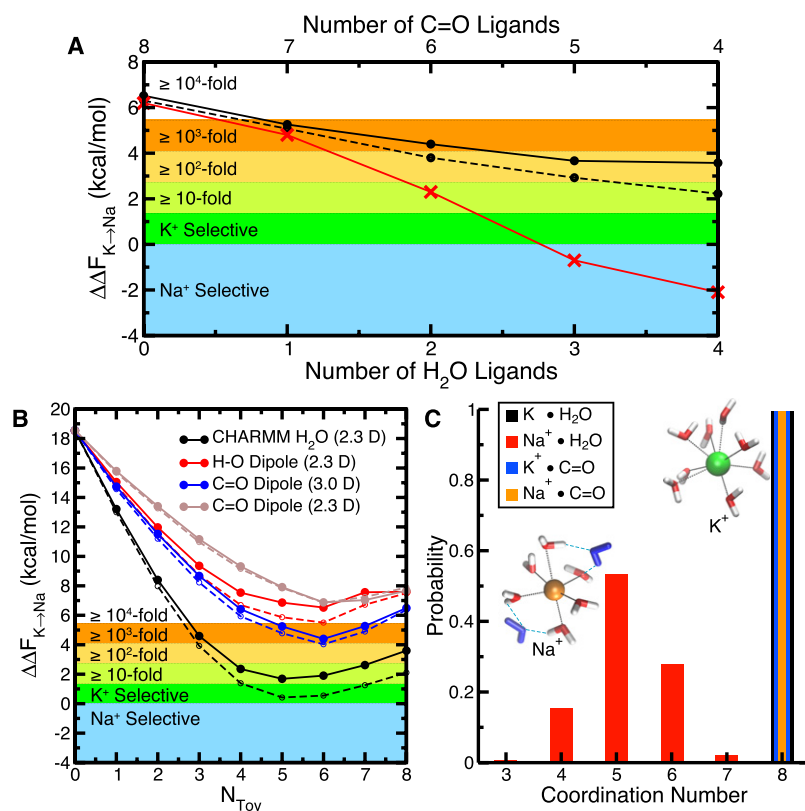 Number of C=O Ligands
8 7 6 5 4
A
≥ 10⁴-fold
≥ 10³-fold
≥ 10²-fold
≥ 10-fold
K⁺ Selective
Na⁺ Selective
8
6
4
2
0
-2
-4
ΔΔF K→Na (kcal/mol)
0 1 2 3 4
Number of H₂O Ligands
B
20
18
16
14
12
10
8
6
4
2
0
-2
-4
ΔΔF K→Na (kcal/mol)
CHARMM H₂O (2.3 D)
H-O Dipole (2.3 D)
C=O Dipole (3.0 D)
C=O Dipole (2.3 D)
≥ 10⁴-fold
≥ 10³-fold
≥ 10²-fold
≥ 10-fold
K⁺ Selective
Na⁺ Selective
0 1 2 3 4 5 6 7 8
N Toy
C
1
0.8
0.6
0.4
0.2
0
Probability
K • H₂O
Na⁺ • H₂O
K⁺ • C=O
Na⁺ • C=O
K⁺
Na⁺
3 4 5 6 7 8
Coordination Number